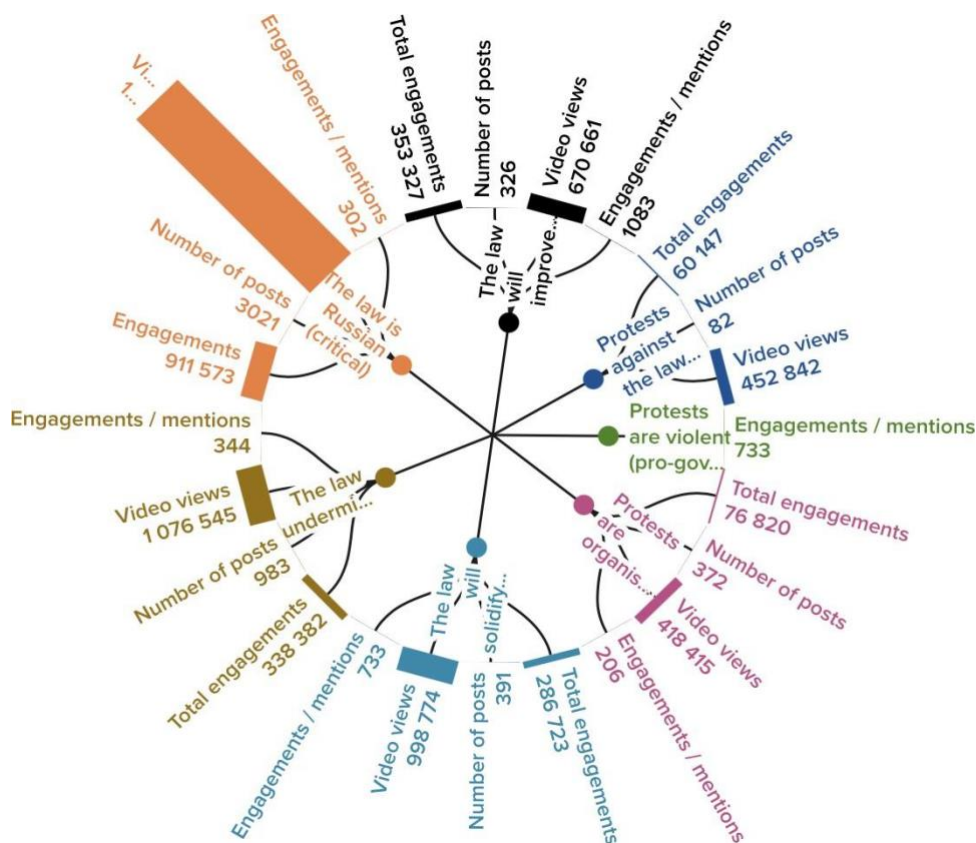 The law
will
improve...
Total engagements
353 327
Number of posts
326
Video views
670 661
Engagements / mentions
1083
Protests
against
the law...
Total engagements
60 147
Number of posts
82
Video views
452 842
Protests
are violent
(pro-gov...
Engagements / mentions
733
Protests
are
organis...
Total engagements
76 820
Number of posts
372
Video views
418 415
Engagements / mentions
206
The law
will
solidify...
Total engagements
286 723
Number of posts
391
Video views
998 774
Engagements / mentions
733
The law
undermi...
Total engagements
338 382
Number of posts
983
Video views
1 076 545
Engagements / mentions
344
The law is
Russian
(critical)
Engagements
911 573
Number of posts
3021
Vi...
1...
Engagements / mentions
302